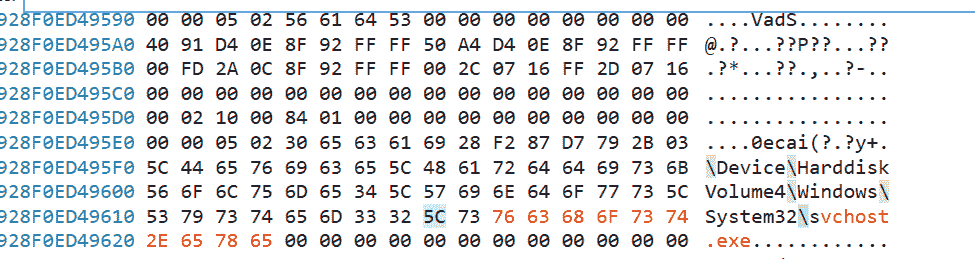 928F0ED49590 00 00 05 02 56 61 64 53 00 00 00 00 00 00 00 00 ....VadS........
928F0ED495A0 40 91 D4 0E 8F 92 FF FF 50 A4 D4 0E 8F 92 FF FF @.?...??P??...??
928F0ED495B0 00 FD 2A 0C 8F 92 FF FF 00 2C 07 16 FF 2D 07 16 .?*...??.,..?-..
928F0ED495C0 00 00 00 00 00 00 00 00 00 00 00 00 00 00 00 00 ................
928F0ED495D0 00 02 10 00 84 01 00 00 00 00 00 00 00 00 00 00 ................
928F0ED495E0 00 00 05 02 30 65 63 61 69 28 F2 87 D7 79 2B 03 ....0ecai(?.?y+.
928F0ED495F0 5C 44 65 76 69 63 65 5C 48 61 72 64 64 69 73 6B \Device\Harddisk
928F0ED49600 56 6F 6C 75 6D 65 34 5C 57 69 6E 64 6F 77 73 5C Volume4\Windows\
928F0ED49610 53 79 73 74 65 6D 33 32 5C 73 76 63 68 6F 73 74 System32\svchost
928F0ED49620 2E 65 78 65 00 00 00 00 00 00 00 00 00 00 00 00 .exe............